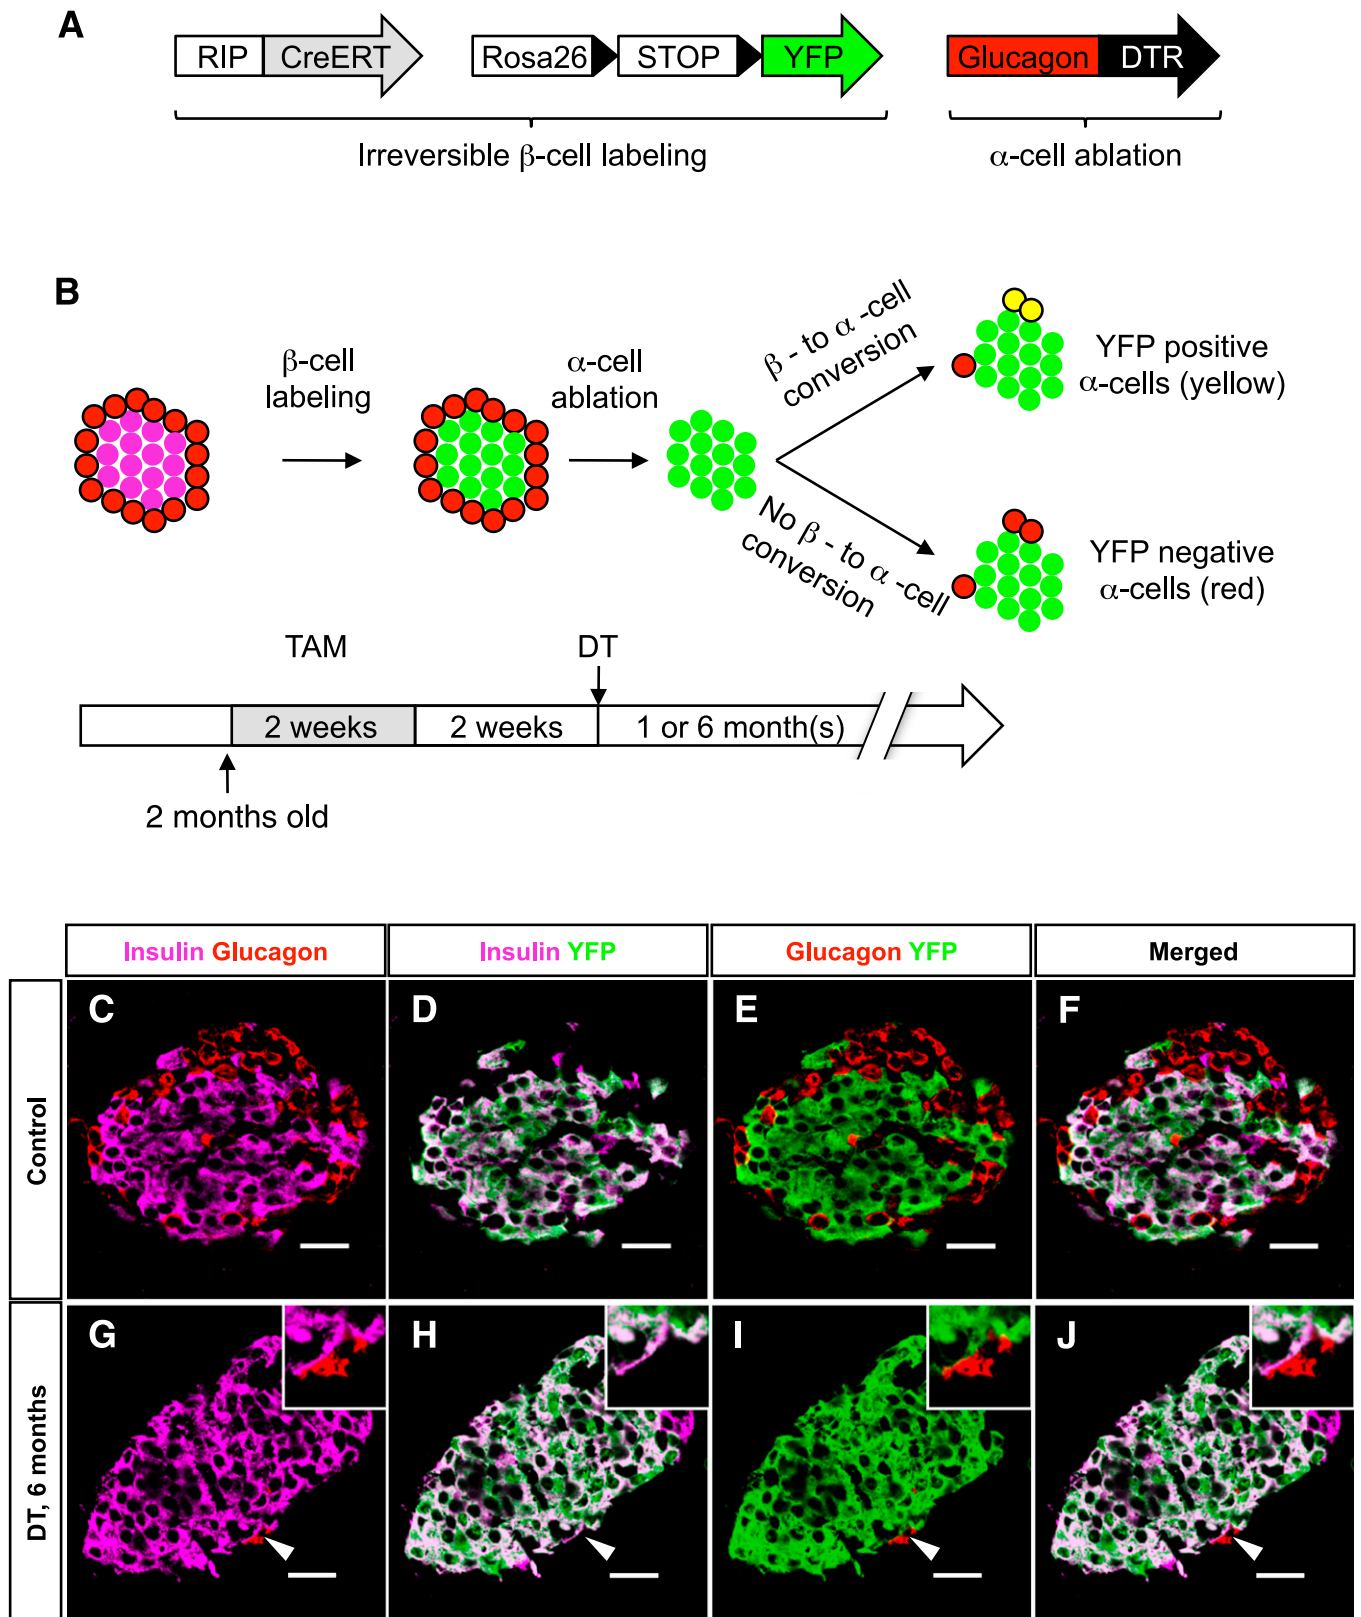 A
RIP CreERT Rosa26 STOP YFP Glucagon DTR
Irreversible β-cell labeling
α-cell ablation
B
β-cell
labeling
α-cell
ablation
β - to α -cell
conversion
YFP positive
α-cells (yellow)
No β - to α -cell
conversion
YFP negative
α-cells (red)
TAM
DT
2 weeks 2 weeks 1 or 6 month(s)
2 months old
Insulin Glucagon Insulin YFP Glucagon YFP Merged
Control
C D E F
DT, 6 months
G H I J